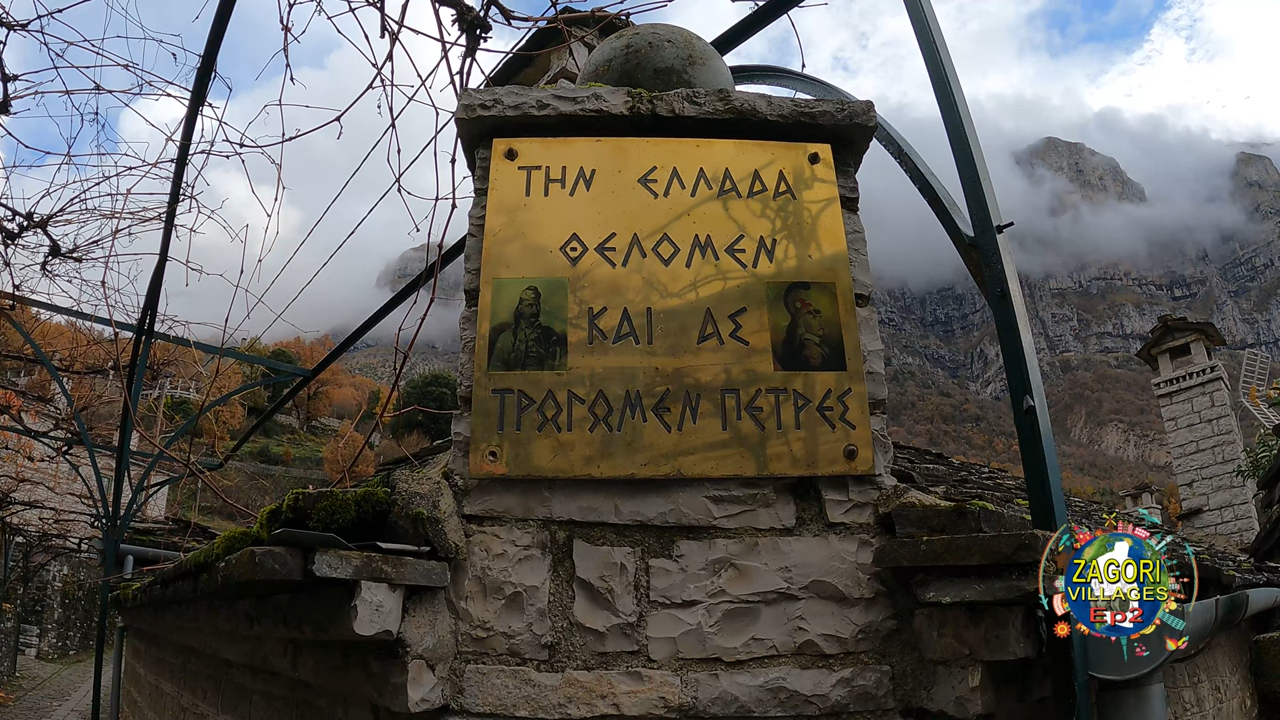 ΤΗΝ ΕΛΛΑΔΑ
ΘΕΛΟΜΕΝ
ΚΑΙ ΑΣ
ΤΡΩΓΩΜΕΝ ΠΕΤΡΕΣ
ZAGORI
VILLAGES
Ep2